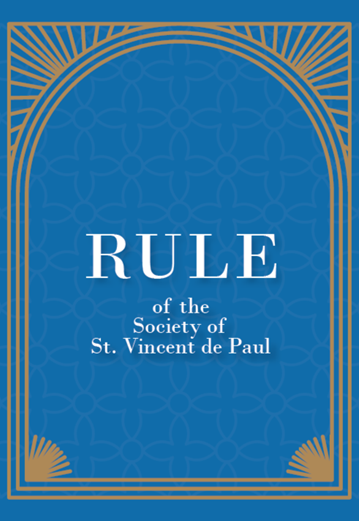 RULE
of the
Society of
St. Vincent de Paul